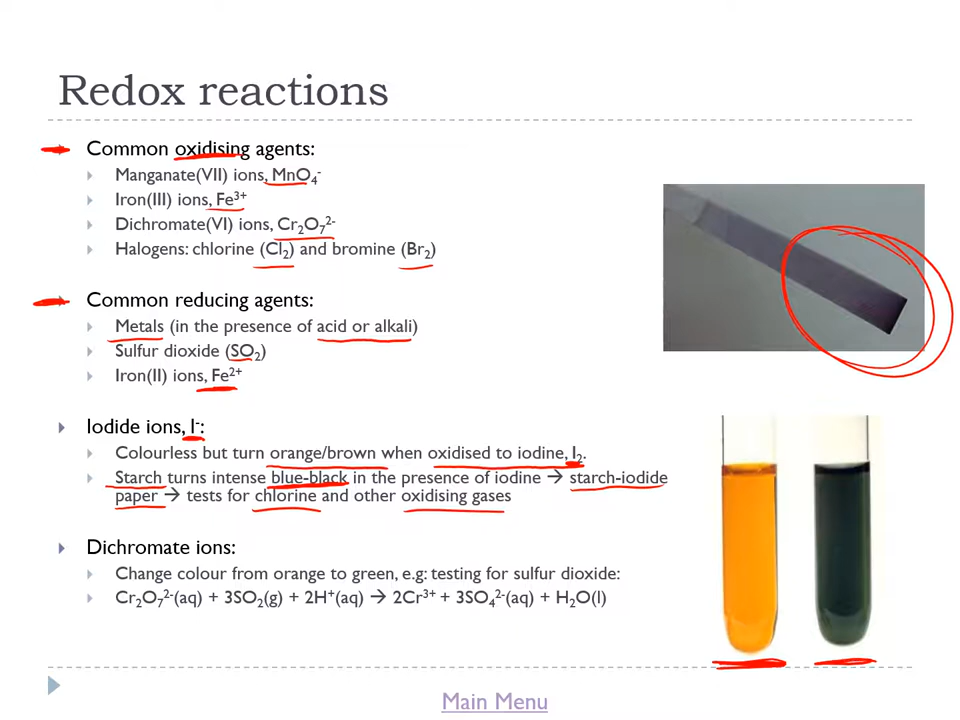 Redox reactions
Common oxidising agents:
Manganate(VII) ions, MnO₄⁻
Iron(III) ions, Fe³⁺
Dichromate(VI) ions, Cr₂O₇²⁻
Halogens: chlorine (Cl₂) and bromine (Br₂)
Common reducing agents:
Metals (in the presence of acid or alkali)
Sulfur dioxide (SO₂)
Iron(II) ions, Fe²⁺
Iodide ions, I⁻:
Colourless but turn orange/brown when oxidised to iodine, I₂.
Starch turns intense blue-black in the presence of iodine → starch-iodide
paper → tests for chlorine and other oxidising gases
Dichromate ions:
Change colour from orange to green, e.g: testing for sulfur dioxide:
Cr₂O₇²⁻(aq) + 3SO₂(g) + 2H⁺(aq) → 2Cr³⁺ + 3SO₄²⁻(aq) + H₂O(l)
Main Menu